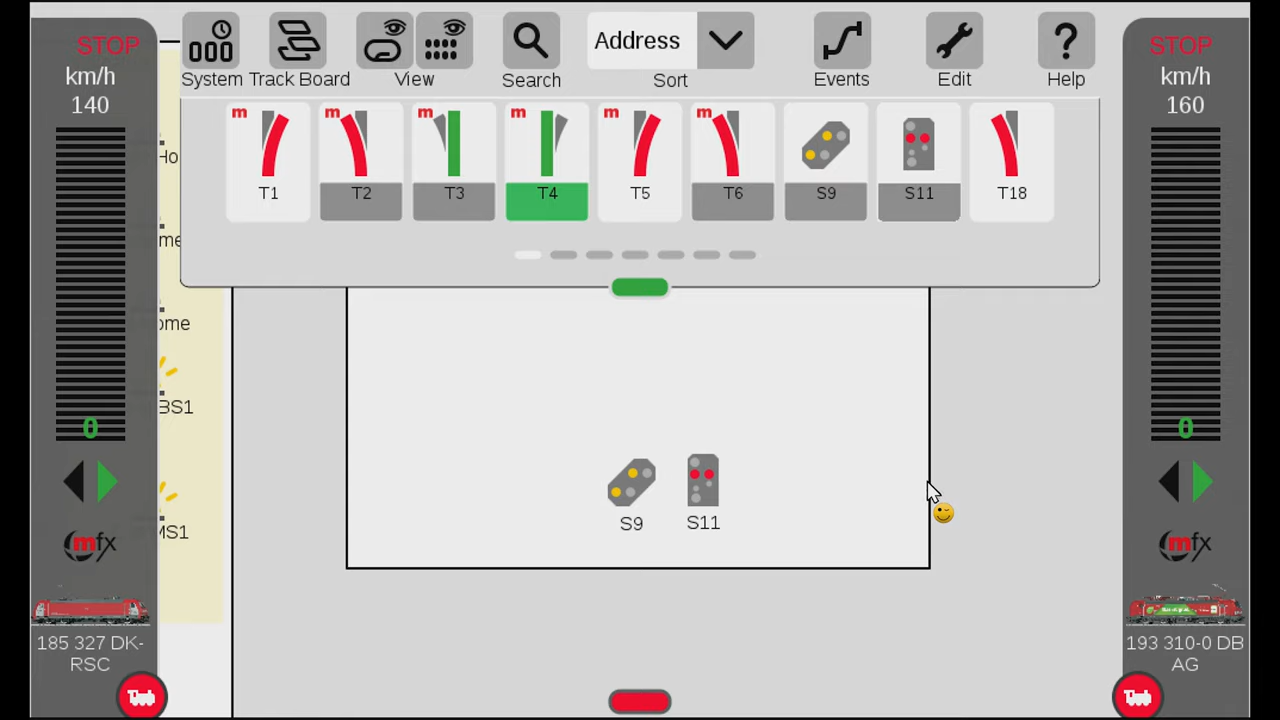 STOP
km/h
140
0
mfx
185 327 DK-
RSC
System
Track Board
View
Search
Address
Sort
Events
Edit
Help
m
T1
m
T2
m
T3
m
T4
m
T5
m
T6
S9
S11
T18
Ho
me
ome
BS1
MS1
S9
S11
STOP
km/h
160
0
mfx
193 310-0 DB
AG